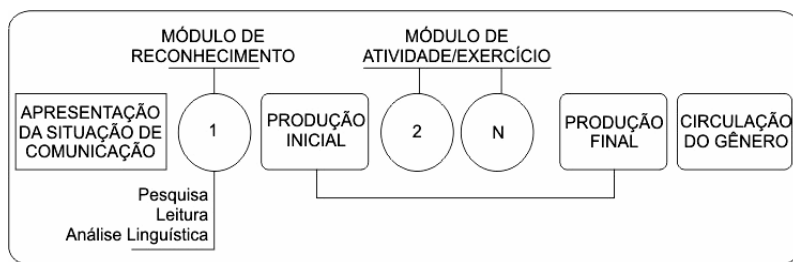 MÓDULO DE
RECONHECIMENTO
MÓDULO DE
ATIVIDADE/EXERCÍCIO
APRESENTAÇÃO
DA SITUAÇÃO DE
COMUNICAÇÃO
1
PRODUÇÃO
INICIAL
2
N
PRODUÇÃO
FINAL
CIRCULAÇÃO
DO GÊNERO
Pesquisa
Leitura
Análise Linguística